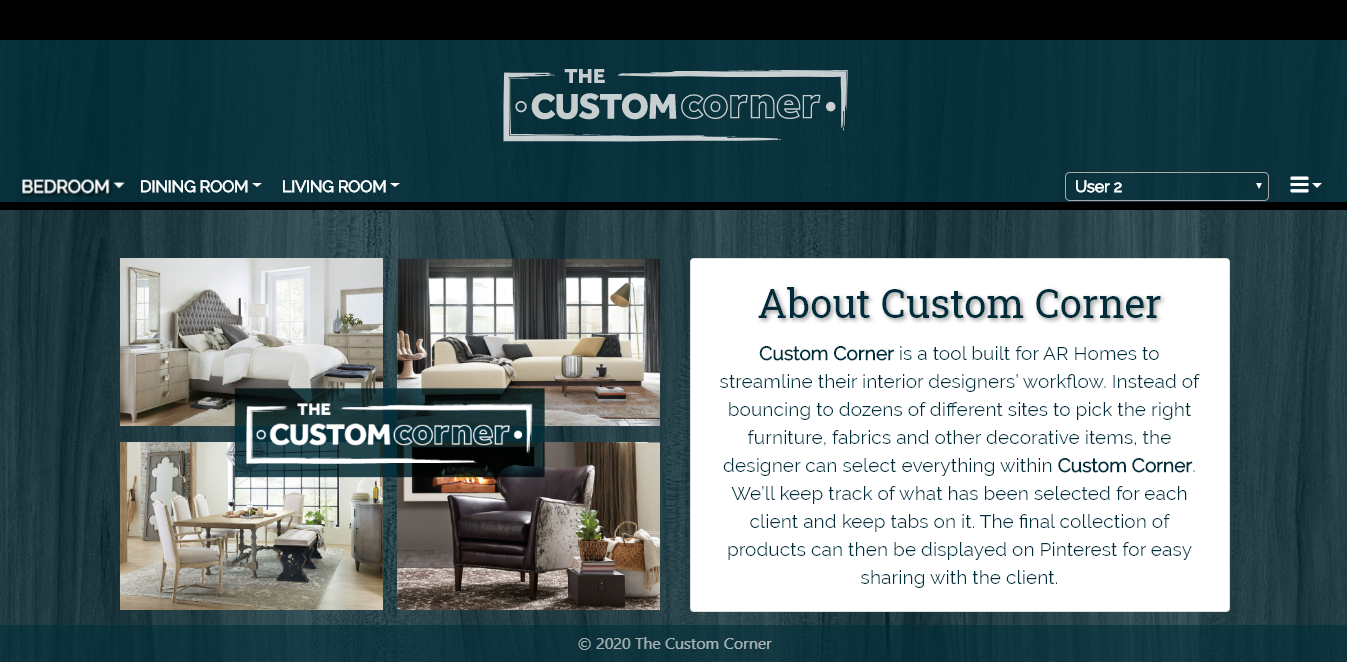 THE
CUSTOM corner
BEDROOM
DINING ROOM
LIVING ROOM
User 2
THE
CUSTOM corner
About Custom Corner
Custom Corner is a tool built for AR Homes to
streamline their interior designers’ workflow. Instead of
bouncing to dozens of different sites to pick the right
furniture, fabrics and other decorative items, the
designer can select everything within Custom Corner.
We’ll keep track of what has been selected for each
client and keep tabs on it. The final collection of
products can then be displayed on Pinterest for easy
sharing with the client.
© 2020 The Custom Corner